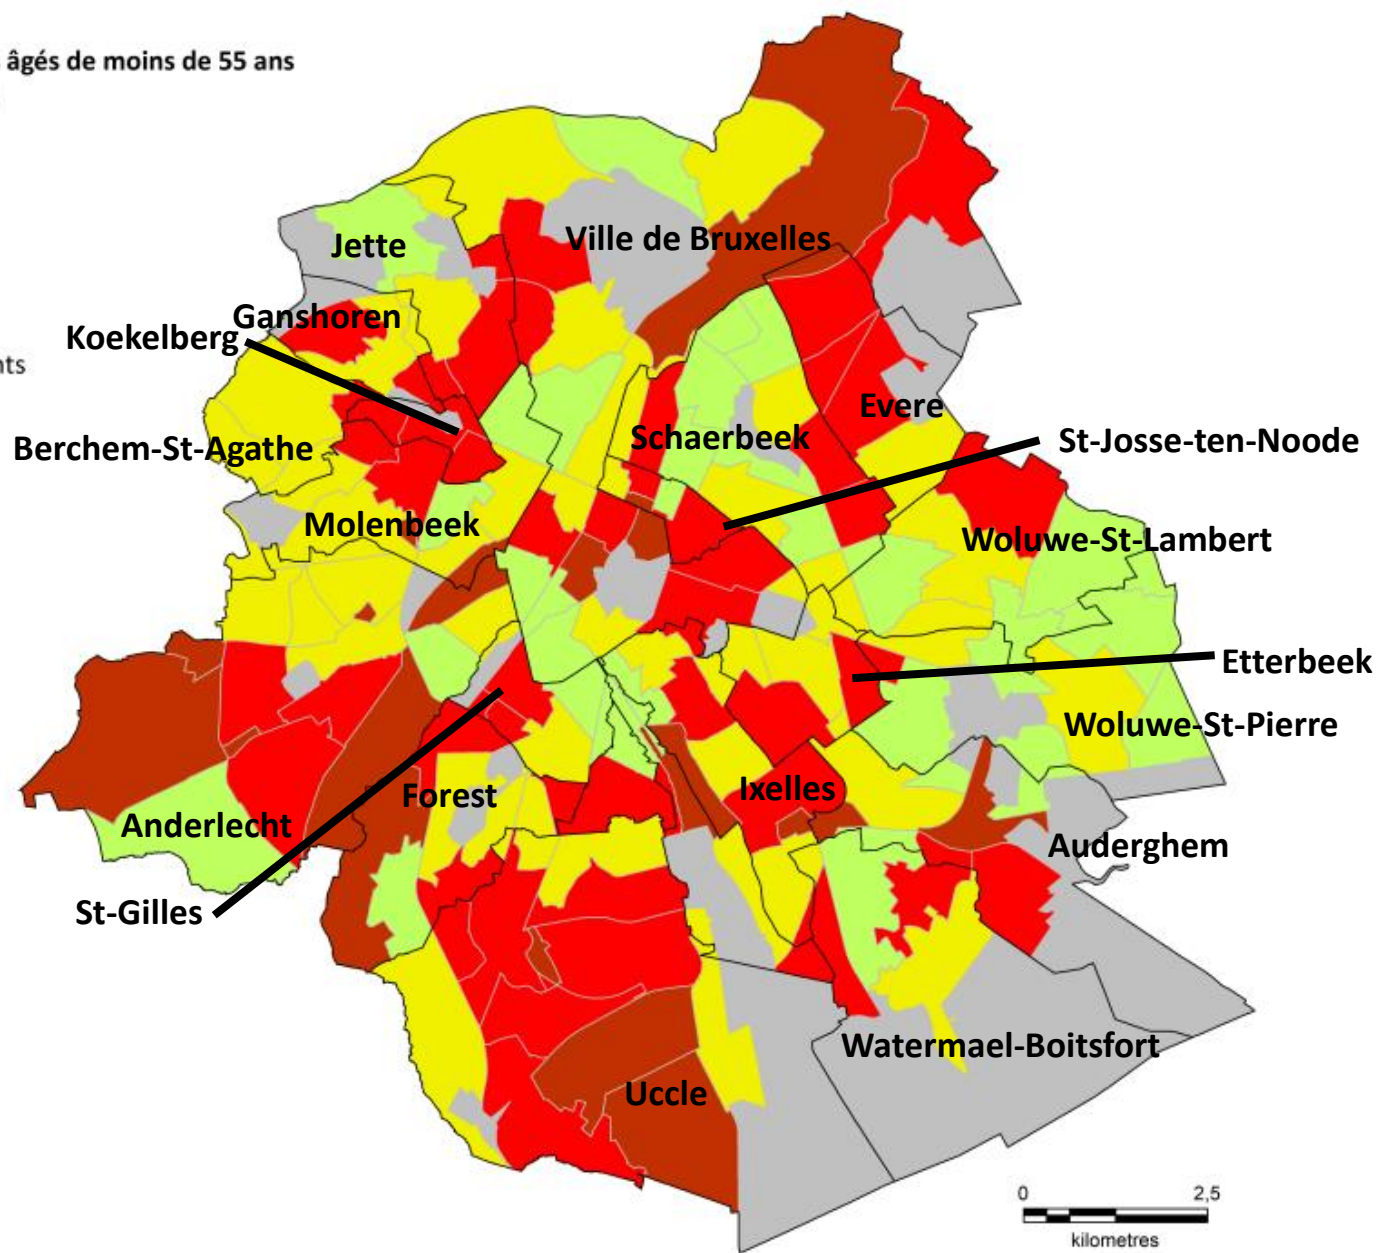 âgés de moins de 55 ans
Jette
Ville de Bruxelles
Ganshoren
Koekelberg
nts
Evere
Berchem-St-Agathe
Schaerbeek
St-Josse-ten-Noode
Molenbeek
Woluwe-St-Lambert
Etterbeek
Woluwe-St-Pierre
Forest
Ixelles
Anderlecht
Auderghem
St-Gilles
Watermael-Boitsfort
Uccle
0 2,5
kilometres